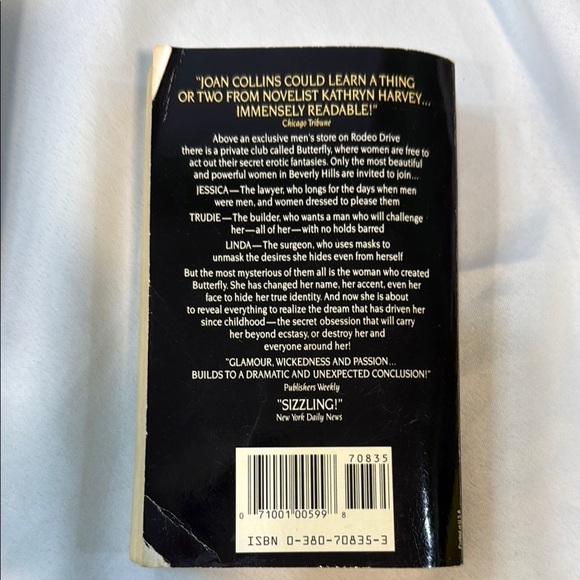 "JOAN COLLINS COULD LEARN A THING
OR TWO FROM NOVELIST KATHRYN HARVEY...
IMMENSELY READABLE!"
Chicago Tribune
Above an exclusive men's store on Rodeo Drive
there is a private club called Butterfly, where women are free to
act out their secret erotic fantasies. Only the most beautiful
and powerful women in Beverly Hills are invited to join...
JESSICA—The lawyer, who longs for the days when men
were men, and women dressed to please them
TRUDIE—The builder, who wants a man who will challenge
her—all of her—with no holds barred
LINDA—The surgeon, who uses masks to
unmask the desires she hides even from herself
But the most mysterious of them all is the woman who created
Butterfly. She has changed her name, her accent, even her
face to hide her true identity. And now she is about
to reveal everything to realize the dream that has driven her
since childhood—the secret obsession that will carry
her beyond ecstasy, or destroy her and
everyone around her!
"GLAMOUR, WICKEDNESS AND PASSION...
BUILDS TO A DRAMATIC AND UNEXPECTED CONCLUSION!"
Publishers Weekly
"SIZZLING!"
New York Daily News
70835
0 71001 00599 8
ISBN 0-380-70835-3